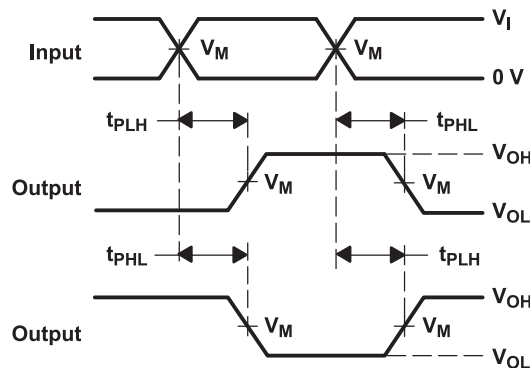 V_I
Input V_M V_M
0 V
t_PLH t_PHL
V_OH
Output V_M V_M
V_OL
t_PHL t_PLH
V_OH
Output V_M V_M
V_OL